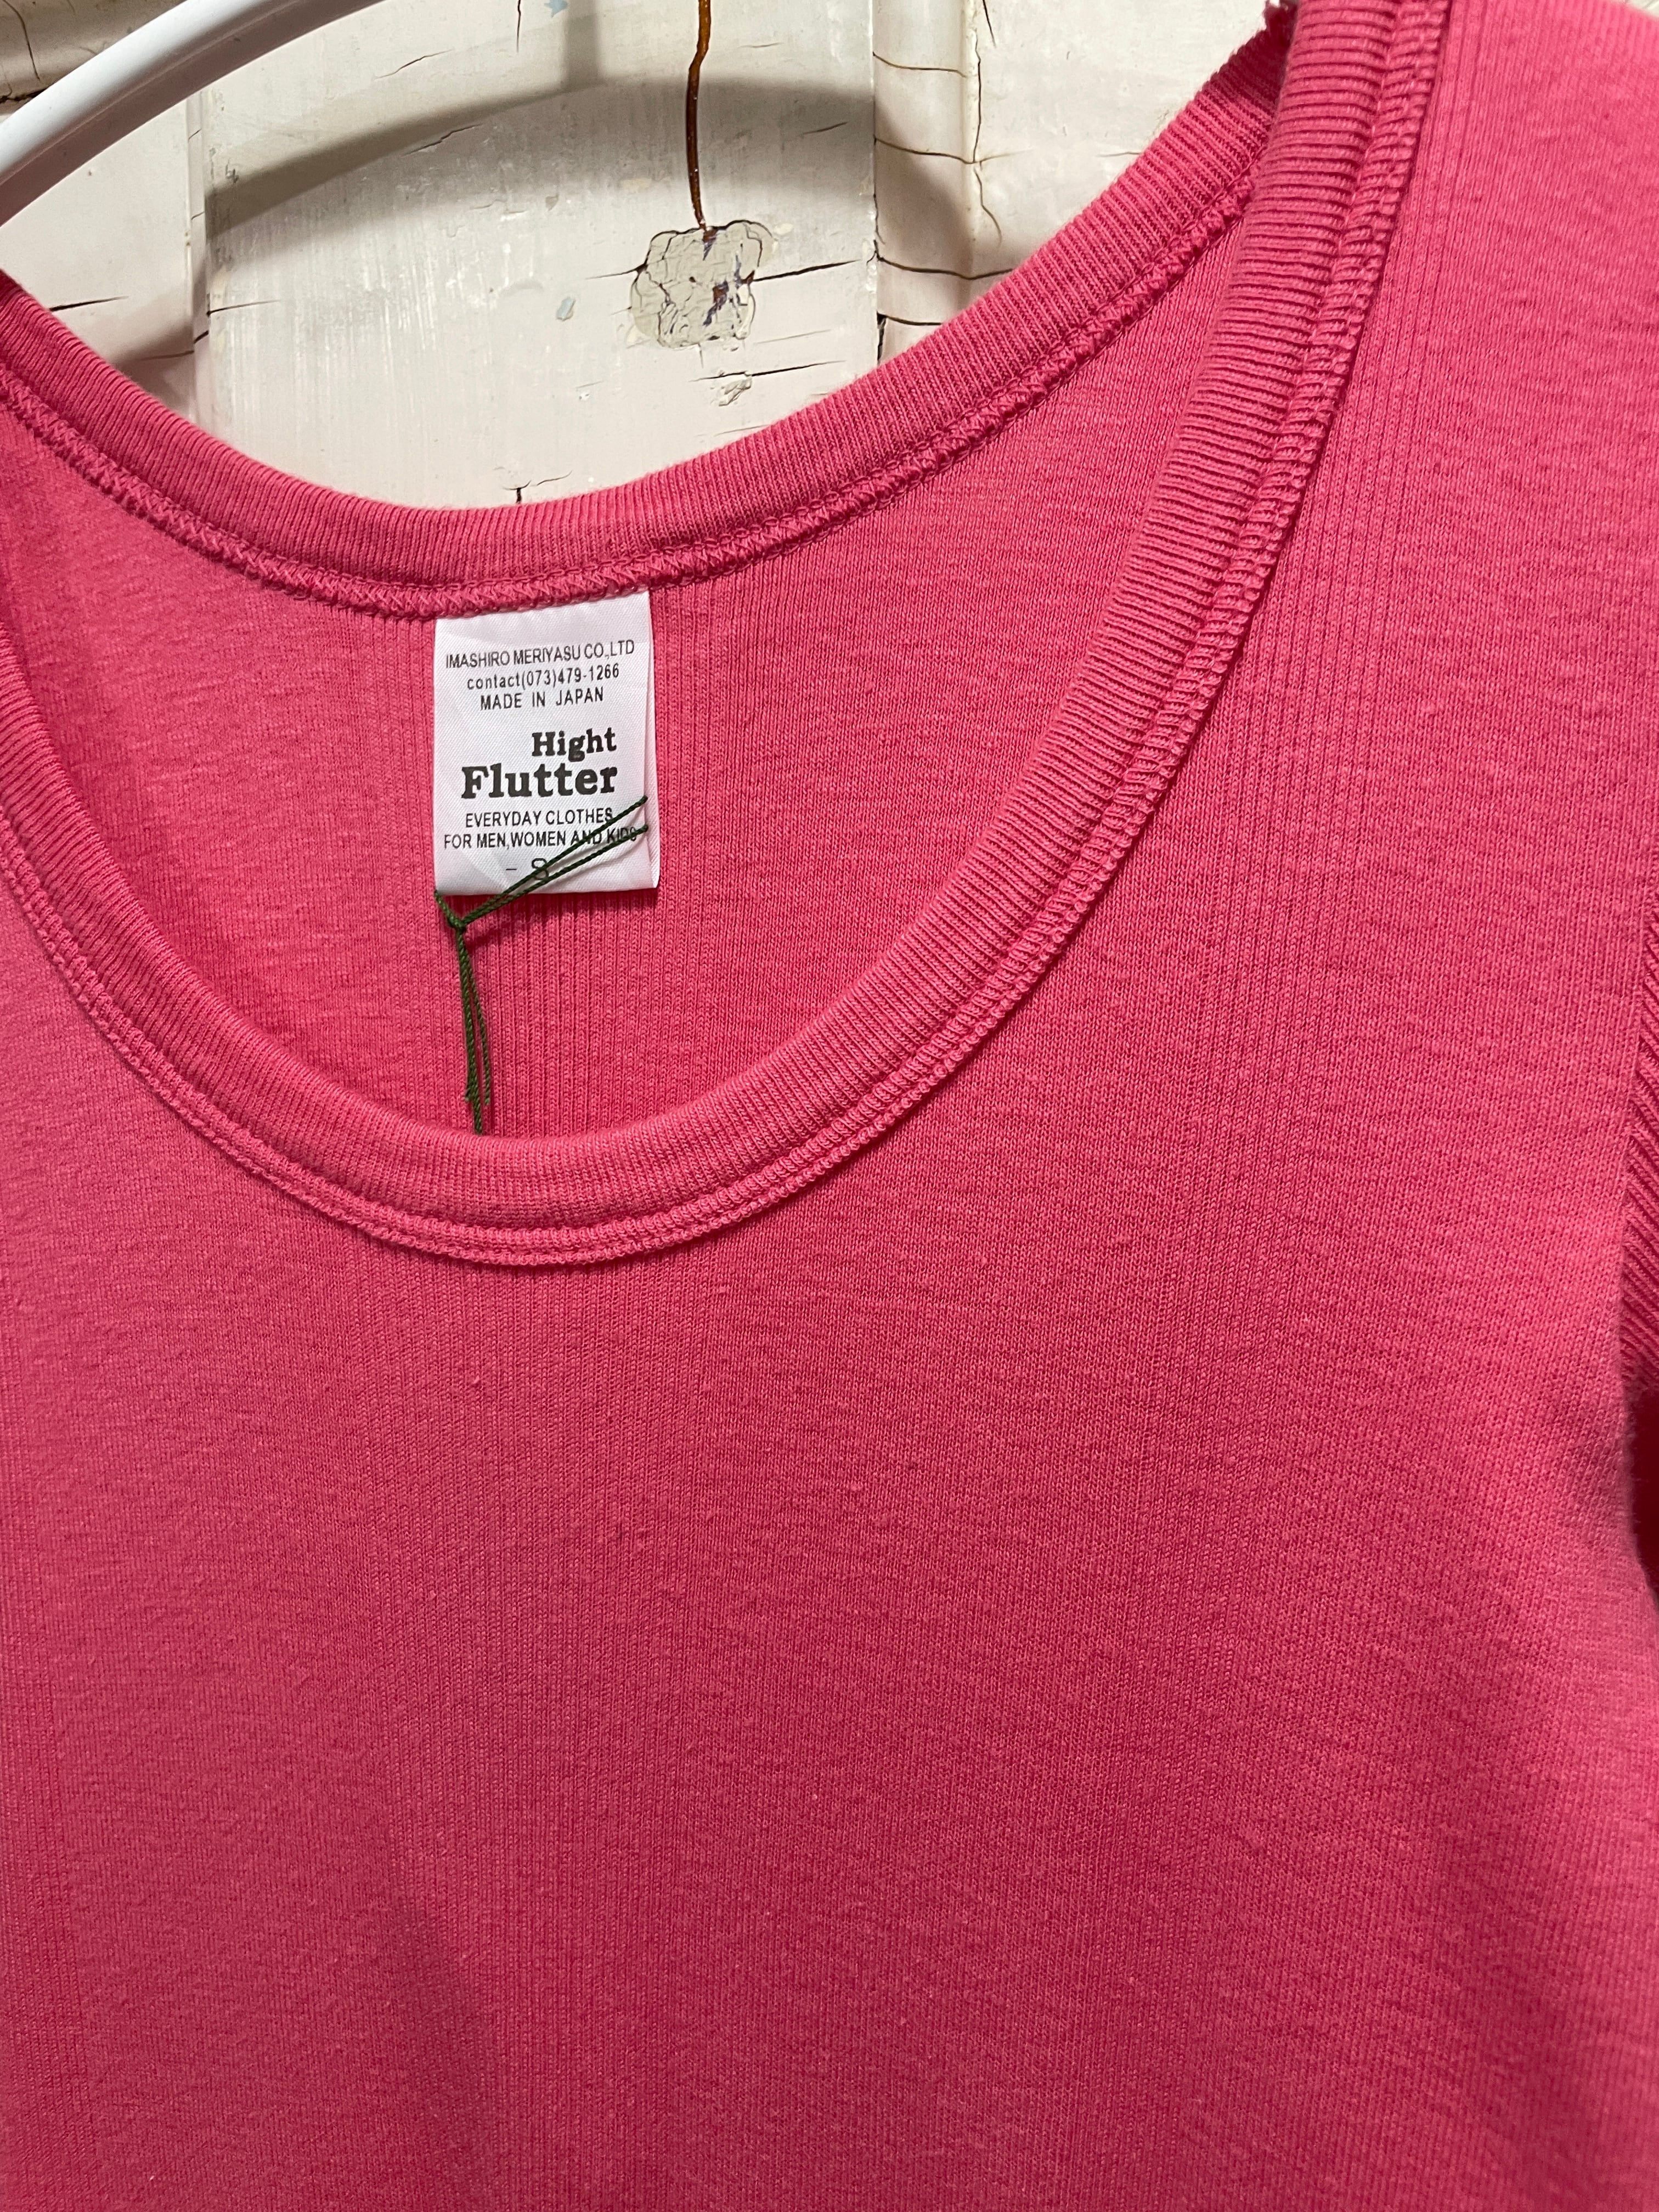 IMASHIRO MERIYASU CO.,LTD
contact(073)479-1266
MADE IN JAPAN
Hight
Flutter
EVERYDAY CLOTHES
FOR MEN,WOMEN AND KIDS
- S